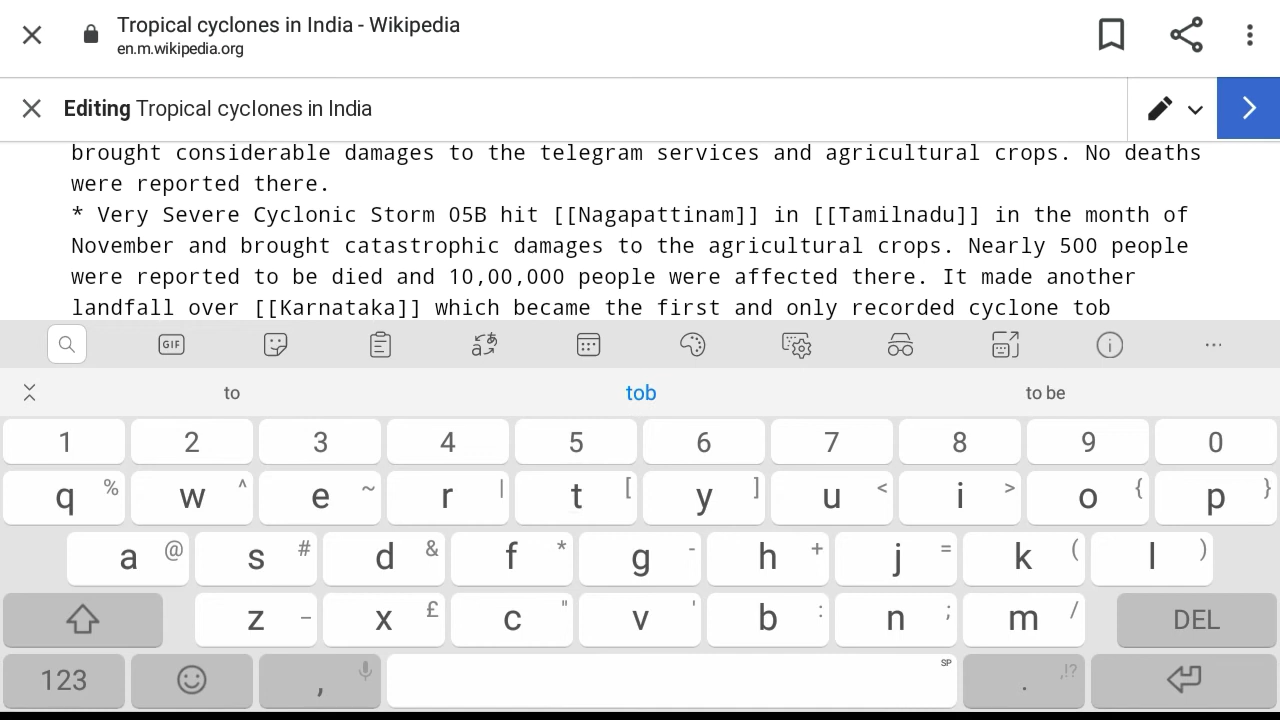 Tropical cyclones in India - Wikipedia
en.m.wikipedia.org
Editing Tropical cyclones in India
brought considerable damages to the telegram services and agricultural crops. No deaths
were reported there.
* Very Severe Cyclonic Storm 05B hit [[Nagapattinam]] in [[Tamilnadu]] in the month of
November and brought catastrophic damages to the agricultural crops. Nearly 500 people
were reported to be died and 10,00,000 people were affected there. It made another
landfall over [[Karnataka]] which became the first and only recorded cyclone tob
GIF
to tob to be
1 2 3 4 5 6 7 8 9 0
q % w ^ e ~ r | t [ y ] u < i > o { p }
a @ s # d & f * g - h + j = k ( l )
z _ x £ c " v ' b : n ; m / DEL
123 , SP . ,!?